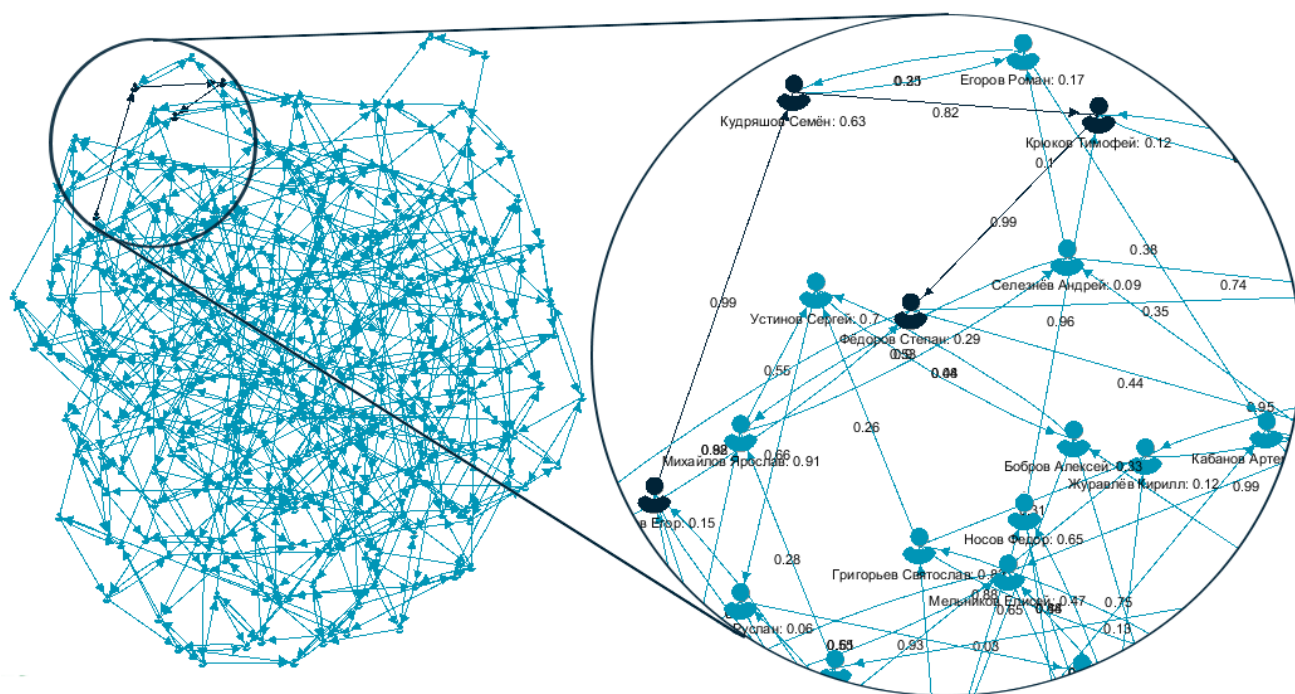 Егоров Роман: 0.17
Кудряшов Семён: 0.63
0.82
Крюков Тимофей: 0.12
0.1
0.99
0.38
Селезнёв Андрей: 0.09
0.74
0.99
Устинов Сергей: 0.7
0.35
0.96
Фёдоров Степан: 0.29
0.55
0.44
0.95
0.26
0.66
Михайлов Ярослав: 0.91
Бобров Алексей: 0.33
Кабанов Арте
Журавлёв Кирилл: 0.12
0.99
в Егор: 0.15
Носов Фёдор: 0.65
0.28
Григорьев Святослав:
0.88
Мельников Елисей: 0.47
0.75
0.65
0.13
Руслан: 0.06
0.93
0.03